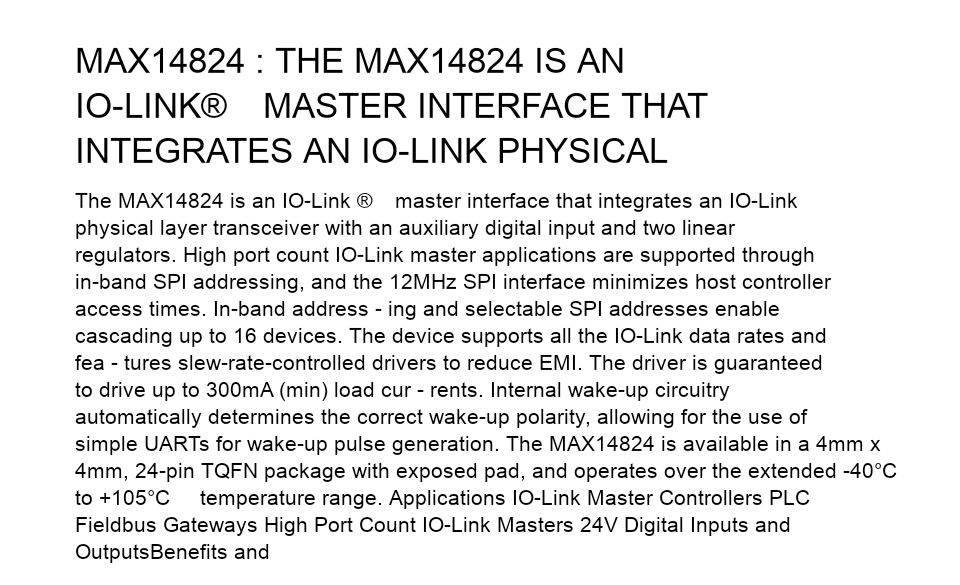 MAX14824 : THE MAX14824 IS AN
IO-LINK® MASTER INTERFACE THAT
INTEGRATES AN IO-LINK PHYSICAL
The MAX14824 is an IO-Link ® master interface that integrates an IO-Link
physical layer transceiver with an auxiliary digital input and two linear
regulators. High port count IO-Link master applications are supported through
in-band SPI addressing, and the 12MHz SPI interface minimizes host controller
access times. In-band address - ing and selectable SPI addresses enable
cascading up to 16 devices. The device supports all the IO-Link data rates and
fea - tures slew-rate-controlled drivers to reduce EMI. The driver is guaranteed
to drive up to 300mA (min) load cur - rents. Internal wake-up circuitry
automatically determines the correct wake-up polarity, allowing for the use of
simple UARTs for wake-up pulse generation. The MAX14824 is available in a 4mm x
4mm, 24-pin TQFN package with exposed pad, and operates over the extended -40°C
to +105°C temperature range. Applications IO-Link Master Controllers PLC
Fieldbus Gateways High Port Count IO-Link Masters 24V Digital Inputs and
OutputsBenefits and